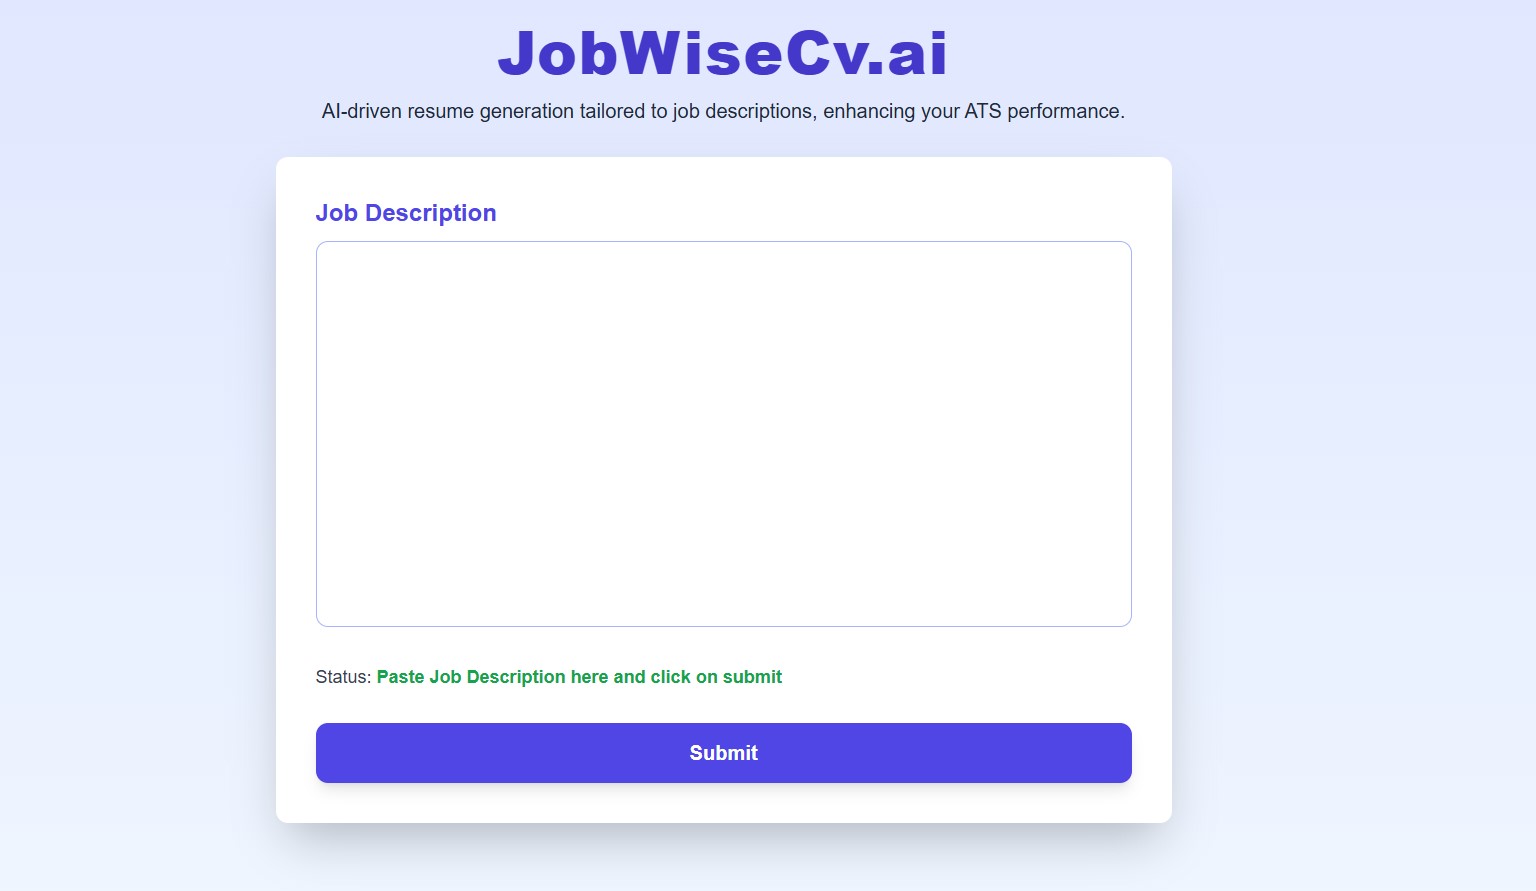 JobWiseCv.ai
AI-driven resume generation tailored to job descriptions, enhancing your ATS performance.
Job Description
Status: Paste Job Description here and click on submit
Submit